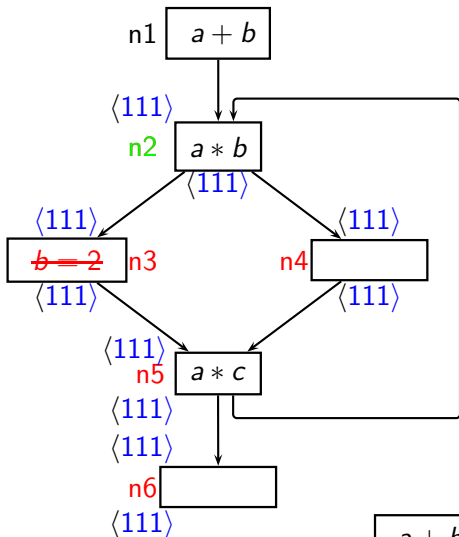 n1 a + b
⟨111⟩
n2 a ∗ b
⟨111⟩
⟨111⟩ ⟨111⟩
b = 2 n3 n4
⟨111⟩ ⟨111⟩
⟨111⟩
n5 a ∗ c
⟨111⟩
⟨111⟩
n6
⟨111⟩
a + b